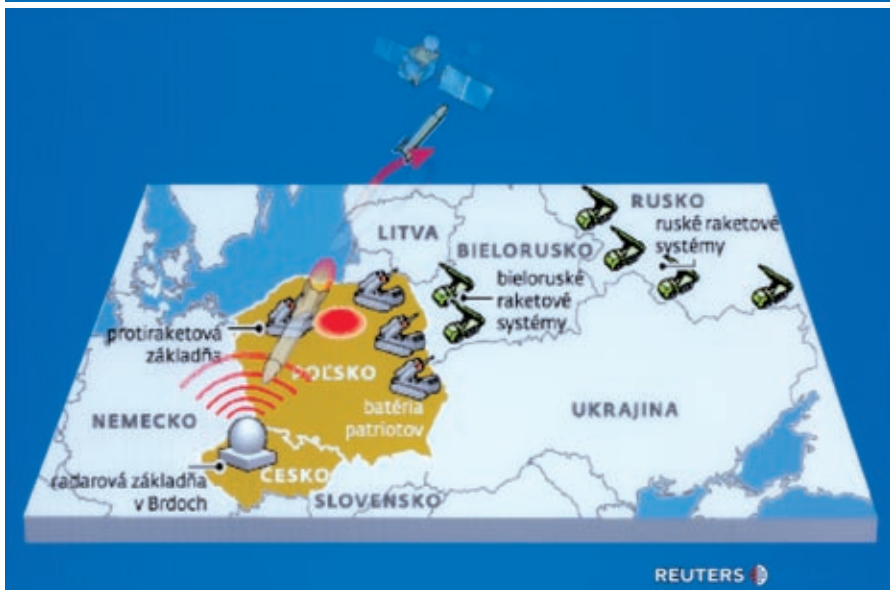 RUSKO
ruské raketové
systémy
LITVA
BIELORUSKO
bieloruské
raketové
systémy
protiraketová
základňa
POĽSKO
NEMECKO
batéria
patriotov
UKRAJINA
radarová základňa
v Brdoch
ČESKO
SLOVENSKO
REUTERS